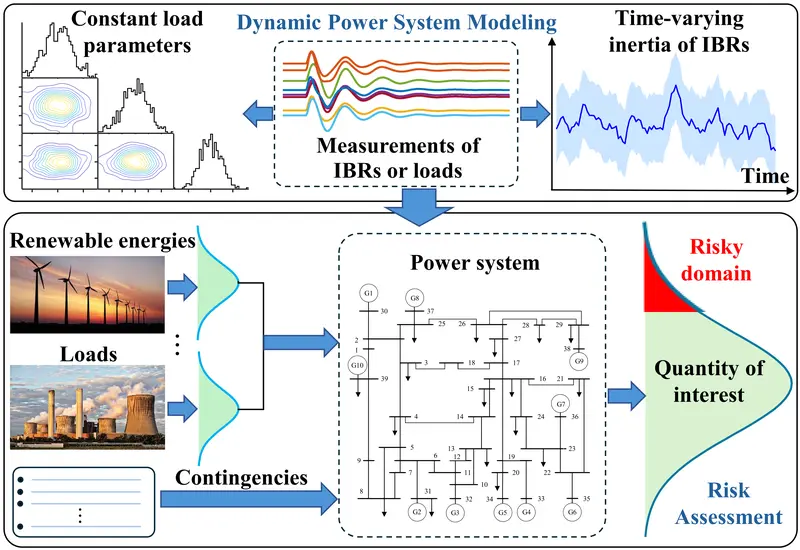 Constant load
parameters
Dynamic Power System Modeling
Time-varying
inertia of IBRs
Measurements of
IBRs or loads
Time
Renewable energies
Loads
Contingencies
Power system
G1
G8
30
37
25
26
28
29
2
27
38
1
G10
3
18
17
G9
39
16
21
15
G7
4
14
24
36
5
13
23
9
6
12
19
7
11
20
22
8
31
10
32
34
33
35
G2
G3
G5
G4
G6
Risky
domain
Quantity of
interest
Risk
Assessment